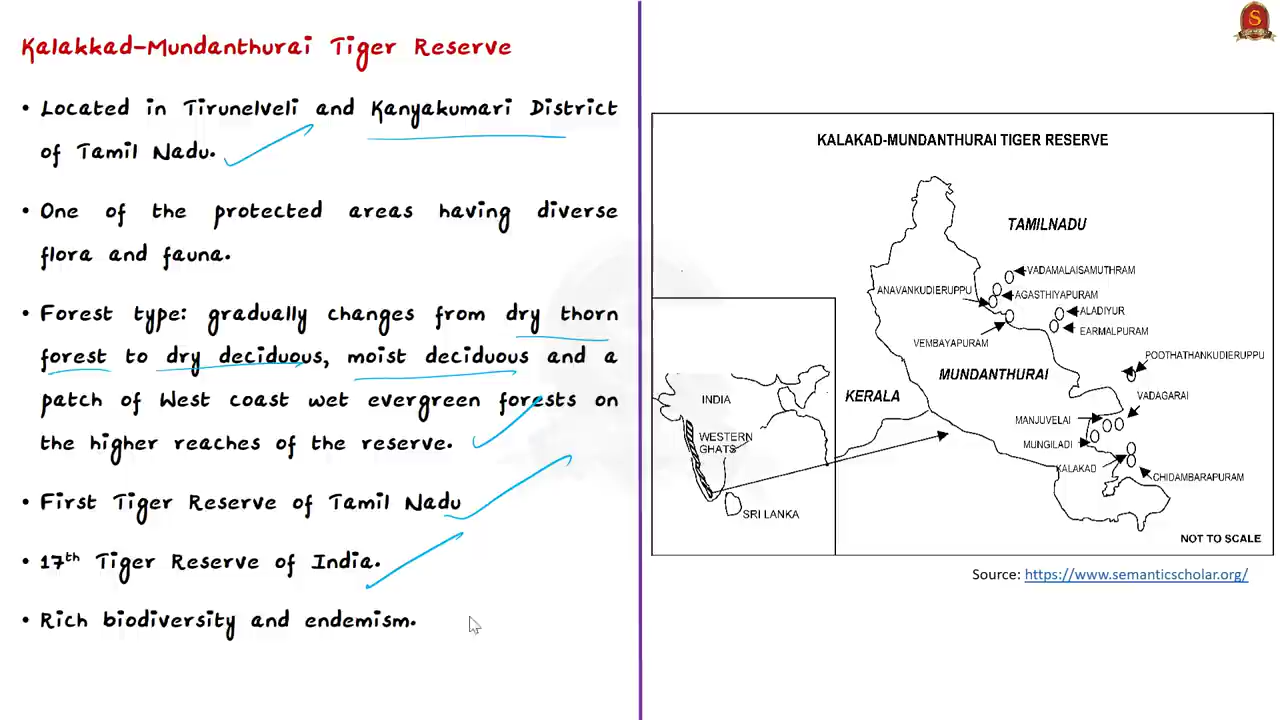 Kalakkad-Mundanthurai Tiger Reserve
• Located in Tirunelveli and Kanyakumari District
of Tamil Nadu.
• One of the protected areas having diverse
flora and fauna.
• Forest type: gradually changes from dry thorn
forest to dry deciduous, moist deciduous and a
patch of West coast wet evergreen forests on
the higher reaches of the reserve.
• First Tiger Reserve of Tamil Nadu
• 17th Tiger Reserve of India.
• Rich biodiversity and endemism.
S
KALAKAD-MUNDANTHURAI TIGER RESERVE
TAMILNADU
VADAMALAISAMUTHRAM
ANAVANKUDIERUPPU
AGASTHIYAPURAM
ALADIYUR
EARMALPURAM
VEMBAYAPURAM
POOTHATHANKUDIERUPPU
MUNDANTHURAI
KERALA
VADAGARAI
MANJUVELAI
MUNGILADI
KALAKAD
CHIDAMBARAPURAM
INDIA
WESTERN
GHATS
SRI LANKA
NOT TO SCALE
Source: https://www.semanticscholar.org/